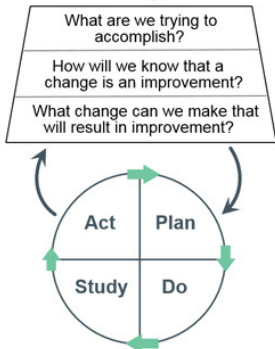 What are we trying to
accomplish?
How will we know that a
change is an improvement?
What change can we make that
will result in improvement?
Act
Plan
Study
Do